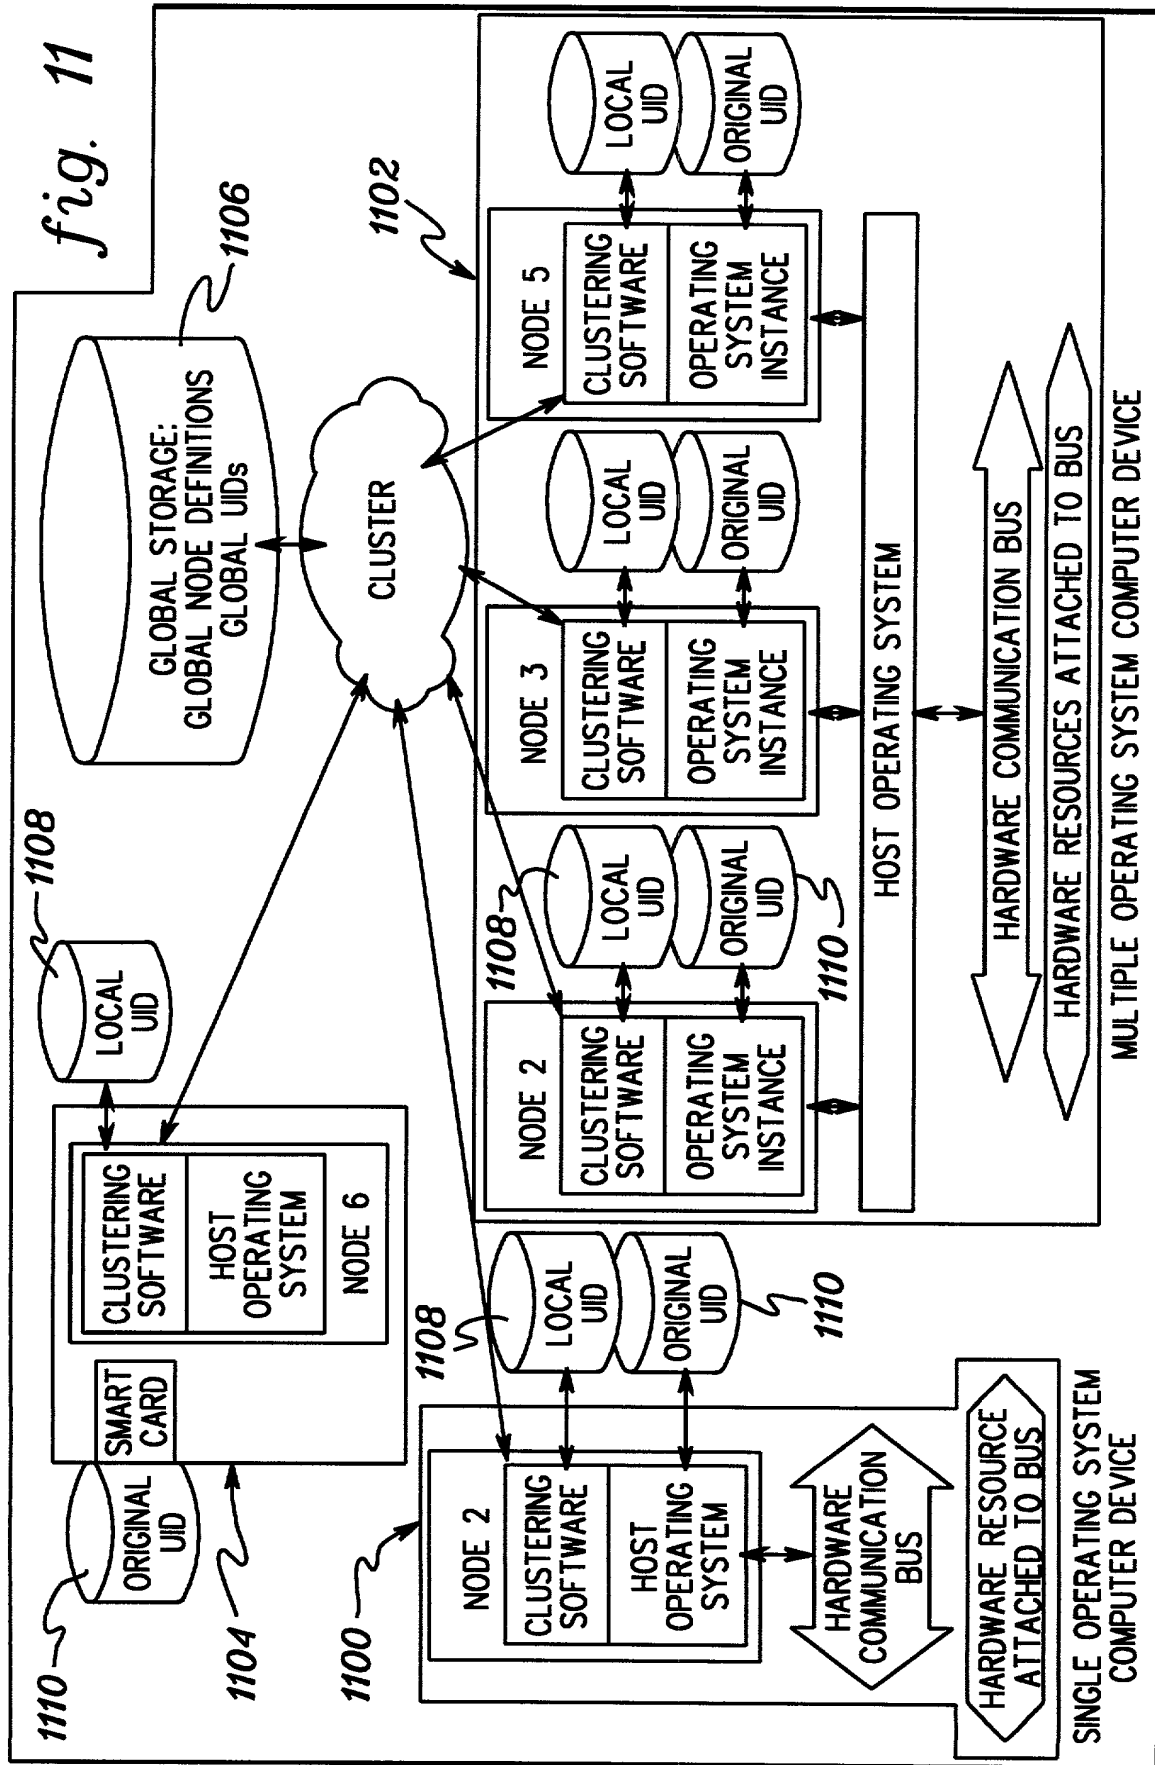 fig. 11
1110
ORIGINAL
UID
SMART
CARD
1104
CLUSTERING
SOFTWARE
HOST
OPERATING
SYSTEM
NODE 6
LOCAL
UID
1108
GLOBAL STORAGE:
GLOBAL NODE DEFINITIONS
GLOBAL UIDs
1106
CLUSTER
1100
NODE 2
CLUSTERING
SOFTWARE
HOST
OPERATING
SYSTEM
1108
LOCAL
UID
ORIGINAL
UID
1110
HARDWARE
COMMUNICATION
BUS
HARDWARE RESOURCE
ATTACHED TO BUS
SINGLE OPERATING SYSTEM
COMPUTER DEVICE
1102
NODE 2
CLUSTERING
SOFTWARE
OPERATING
SYSTEM
INSTANCE
1108
LOCAL
UID
ORIGINAL
UID
1110
NODE 3
CLUSTERING
SOFTWARE
OPERATING
SYSTEM
INSTANCE
LOCAL
UID
ORIGINAL
UID
NODE 5
CLUSTERING
SOFTWARE
OPERATING
SYSTEM
INSTANCE
LOCAL
UID
ORIGINAL
UID
HOST OPERATING SYSTEM
HARDWARE COMMUNICATION BUS
HARDWARE RESOURCES ATTACHED TO BUS
MULTIPLE OPERATING SYSTEM COMPUTER DEVICE